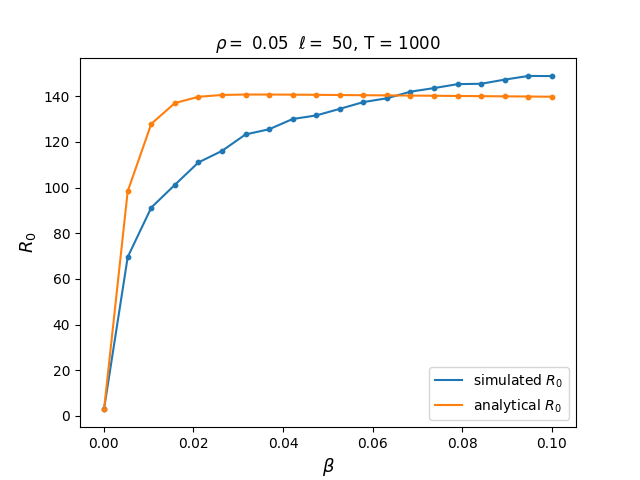 ρ = 0.05 ℓ = 50, T = 1000
R₀
140
120
100
80
60
40
20
0
0.00 0.02 0.04 0.06 0.08 0.10
β
simulated R₀
analytical R₀